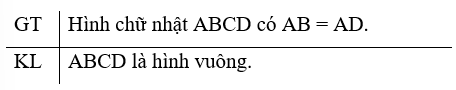 GT Hình chữ nhật ABCD có AB = AD.
KL ABCD là hình vuông.